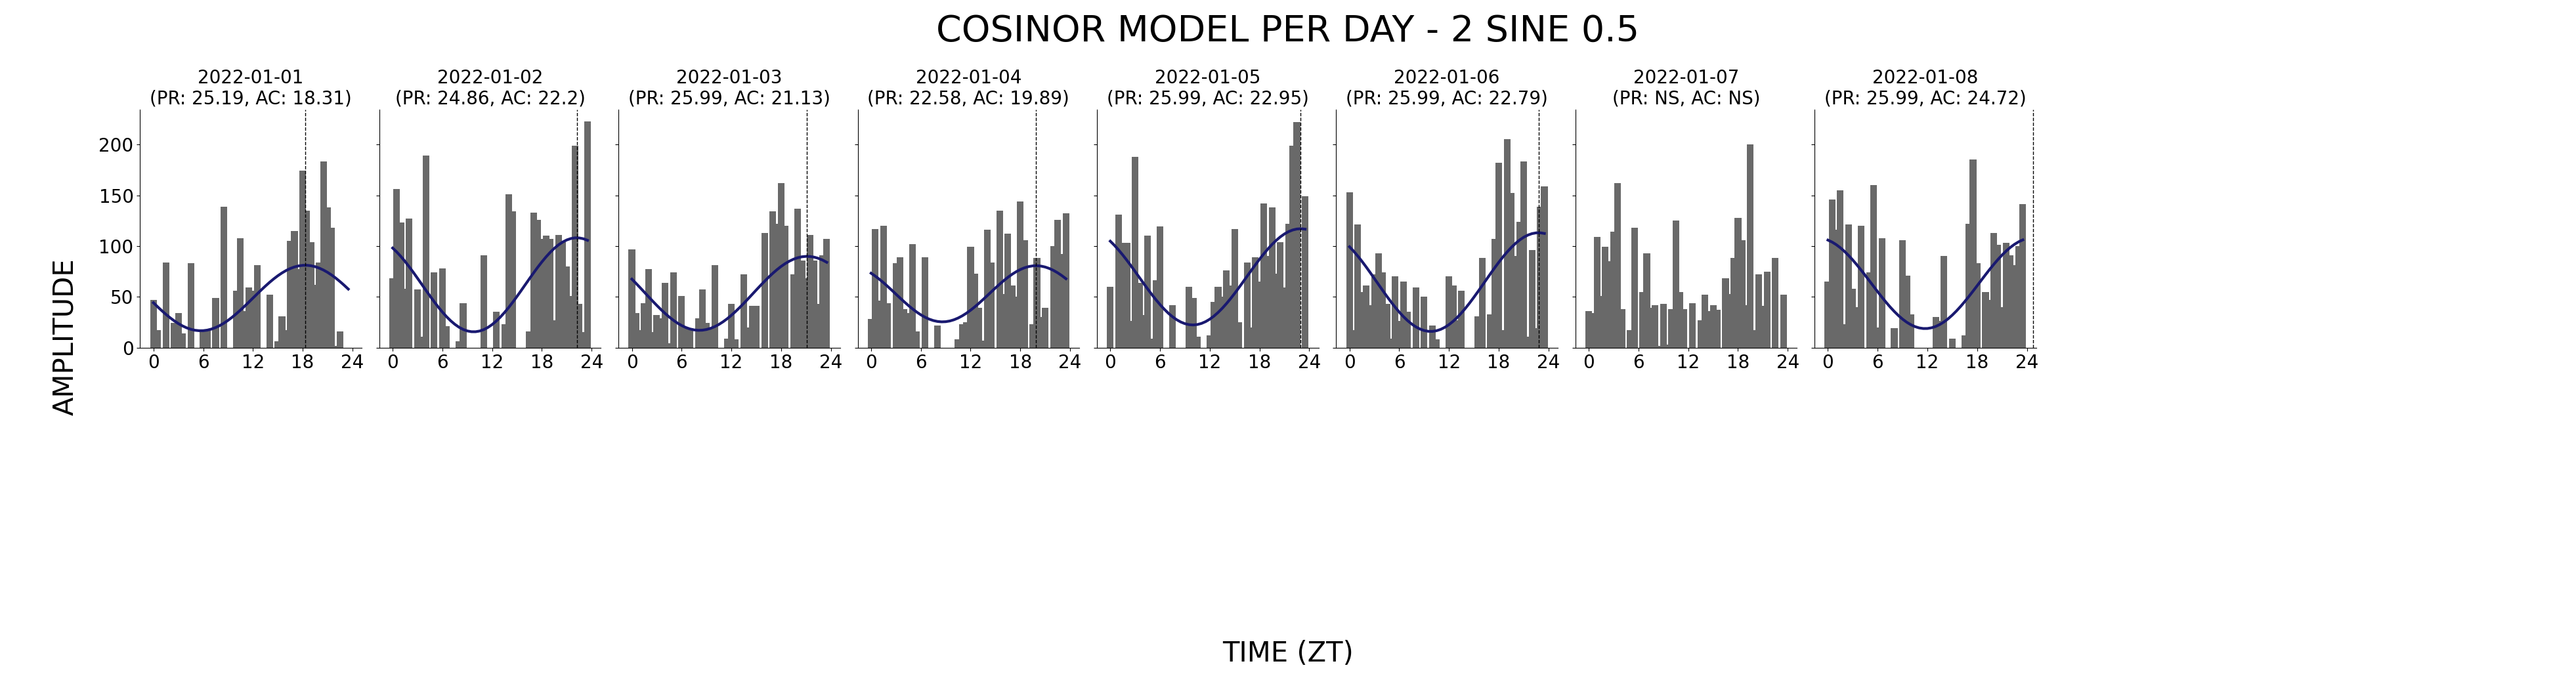 COSINOR MODEL PER DAY - 2 SINE 0.5
2022-01-01
(PR: 25.19, AC: 18.31)
2022-01-02
(PR: 24.86, AC: 22.2)
2022-01-03
(PR: 25.99, AC: 21.13)
2022-01-04
(PR: 22.58, AC: 19.89)
2022-01-05
(PR: 25.99, AC: 22.95)
2022-01-06
(PR: 25.99, AC: 22.79)
2022-01-07
(PR: NS, AC: NS)
2022-01-08
(PR: 25.99, AC: 24.72)
200
150
100
50
0
0 6 12 18 24
0 6 12 18 24
0 6 12 18 24
0 6 12 18 24
0 6 12 18 24
0 6 12 18 24
0 6 12 18 24
0 6 12 18 24
AMPLITUDE
TIME (ZT)